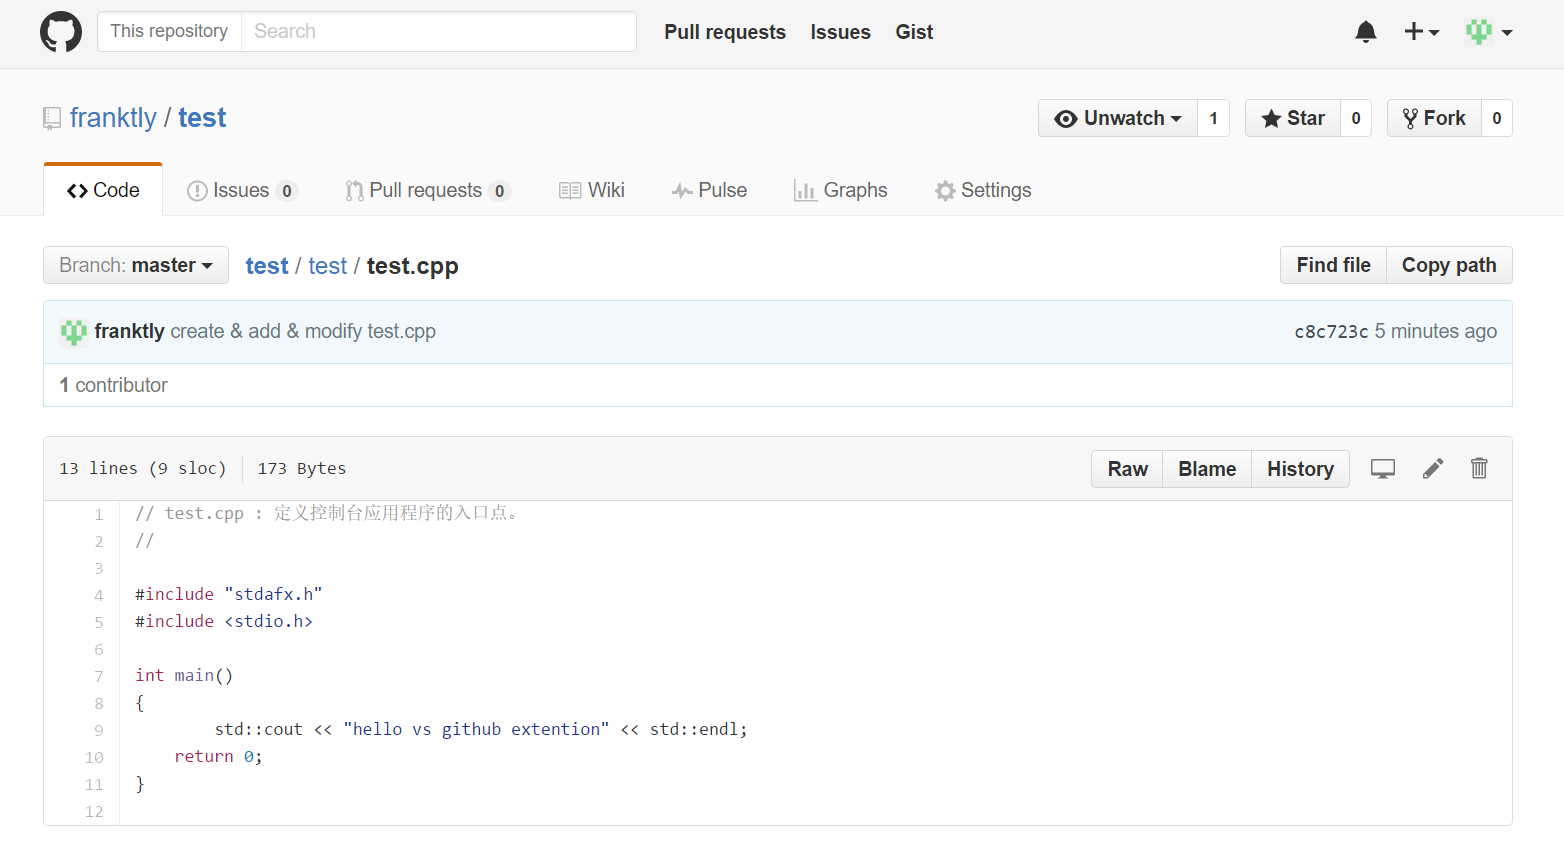 This repository Search Pull requests Issues Gist
franktly / test Unwatch 1 Star 0 Fork 0
Code Issues 0 Pull requests 0 Wiki Pulse Graphs Settings
Branch: master test / test / test.cpp Find file Copy path
franktly create & add & modify test.cpp c8c723c 5 minutes ago
1 contributor
13 lines (9 sloc) 173 Bytes Raw Blame History
1 // test.cpp : 定义控制台应用程序的入口点。
2 //
3
4 #include "stdafx.h"
5 #include <stdio.h>
6
7 int main()
8 {
9 std::cout << "hello vs github extention" << std::endl;
10 return 0;
11 }
12